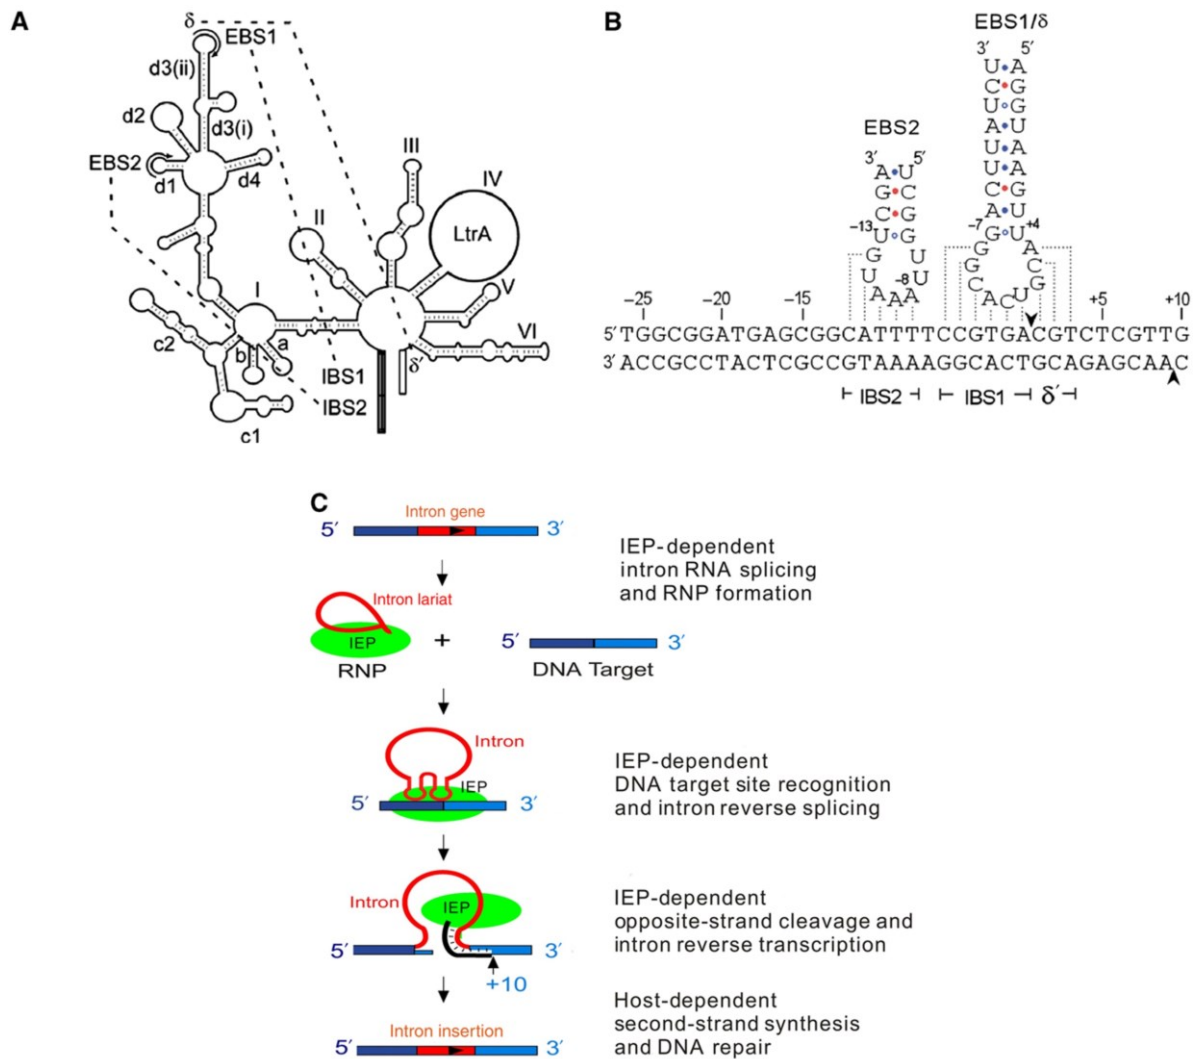 A
δ
EBS1
d3(ii)
d2
d3(i)
EBS2
d1
d4
III
IV
II
LtrA
I
V
VI
c2
b
a
IBS1
δ′
IBS2
c1
B
EBS1/δ
3′ 5′
U A
C G
U G
A U
U A
U A
C G
A U
G U
-7 +4
G A
G C
C G
A C U
EBS2
3′ 5′
A U
G C
C G
-13 U G
G U
U U
A A A
-8
-25 -20 -15 +5 +10
5′TGGCGGATGAGCGGCATTTTCCGTGACGTCTCGTTG
3′ACCGCCTACTCGCCGTAAAAGGCACTGCAGAGCAAC
IBS2 IBS1 δ′
C
Intron gene
5′ 3′
IEP-dependent
intron RNA splicing
and RNP formation
Intron lariat
IEP
RNP
+
5′ 3′
DNA Target
Intron
IEP
5′ 3′
IEP-dependent
DNA target site recognition
and intron reverse splicing
Intron
IEP
5′ 3′
+10
IEP-dependent
opposite-strand cleavage and
intron reverse transcription
Intron insertion
5′ 3′
Host-dependent
second-strand synthesis
and DNA repair